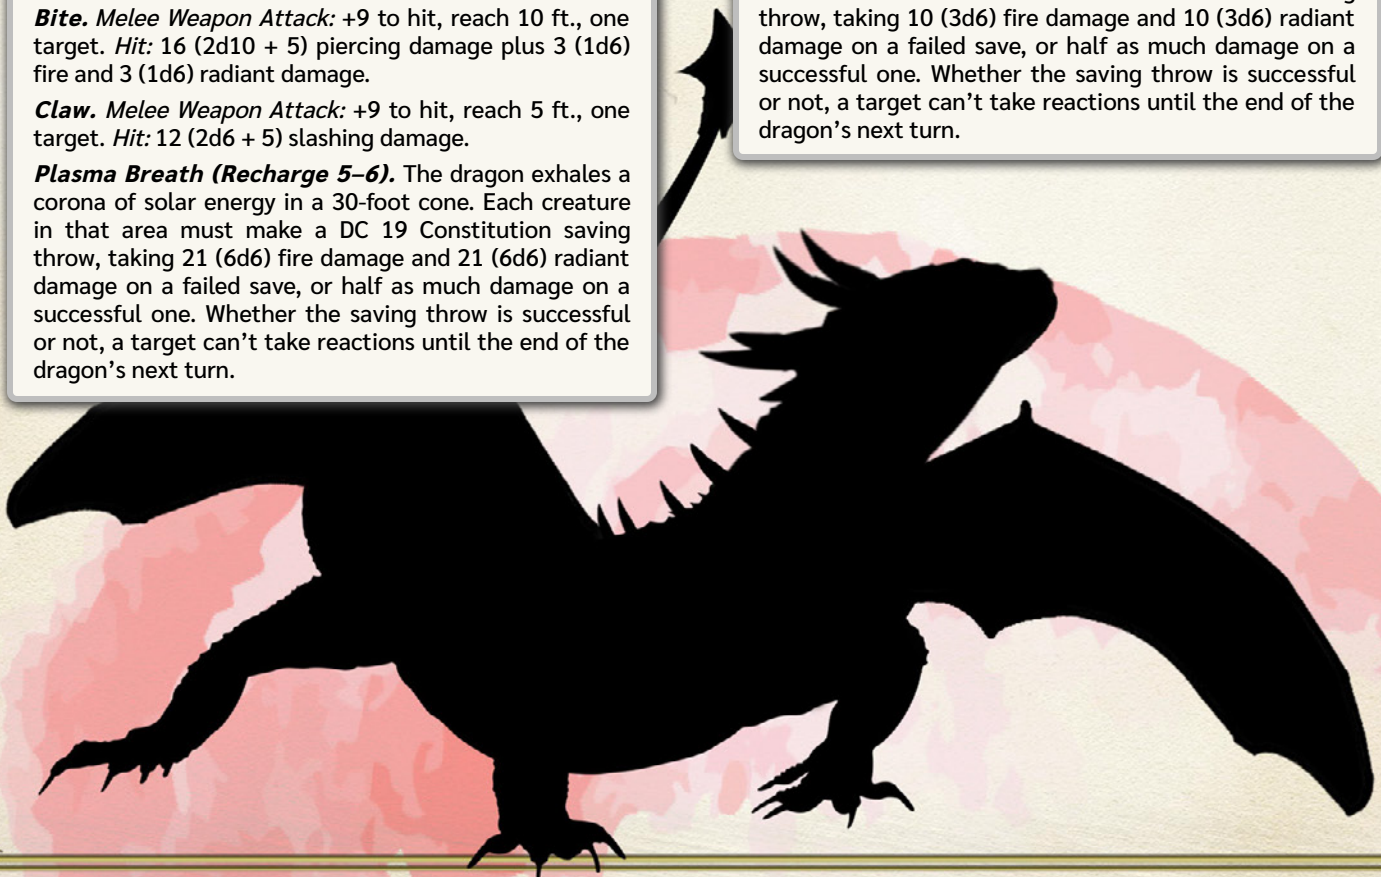 Bite. Melee Weapon Attack: +9 to hit, reach 10 ft., one
target. Hit: 16 (2d10 + 5) piercing damage plus 3 (1d6)
fire and 3 (1d6) radiant damage.
Claw. Melee Weapon Attack: +9 to hit, reach 5 ft., one
target. Hit: 12 (2d6 + 5) slashing damage.
Plasma Breath (Recharge 5–6). The dragon exhales a
corona of solar energy in a 30-foot cone. Each creature
in that area must make a DC 19 Constitution saving
throw, taking 21 (6d6) fire damage and 21 (6d6) radiant
damage on a failed save, or half as much damage on a
successful one. Whether the saving throw is successful
or not, a target can’t take reactions until the end of the
dragon’s next turn.
throw, taking 10 (3d6) fire damage and 10 (3d6) radiant
damage on a failed save, or half as much damage on a
successful one. Whether the saving throw is successful
or not, a target can’t take reactions until the end of the
dragon’s next turn.